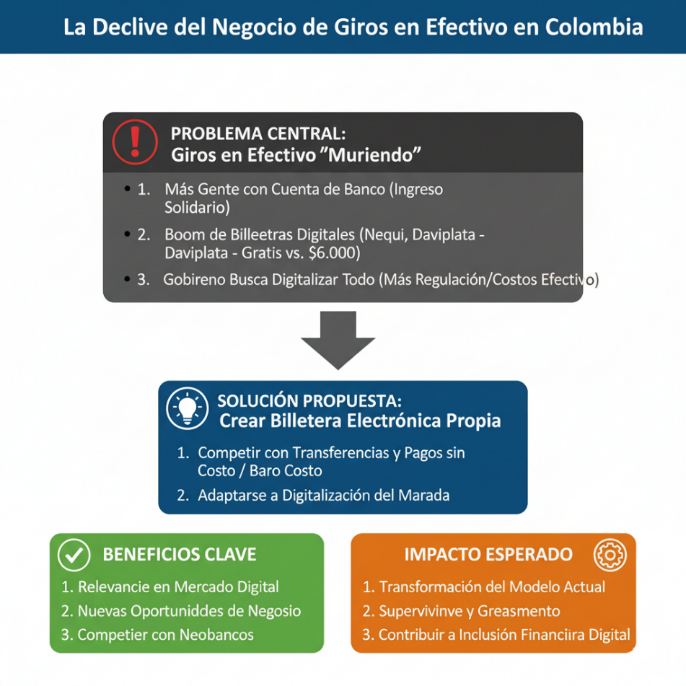 La Declive del Negocio de Giros en Efectivo en Colombia
PROBLEMA CENTRAL:
Giros en Efectivo "Muriendo"
• 1. Más Gente con Cuenta de Banco (Ingreso
Solidario)
• 2. Boom de Billeetras Digitales (Nequi, Daviplata -
Daviplata - Gratis vs. $6.000)
• 3. Gobireno Busca Digitalizar Todo (Más Regulación/Costos Efectivo)
SOLUCIÓN PROPUESTA:
Crear Billetera Electrónica Propia
1. Competir con Transferencias y Pagos sin
Costo / Baro Costo
2. Adaptarse a Digitalización del Marada
BENEFICIOS CLAVE
1. Relevancie en Mercado Digital
2. Nuevas Oportuniddes de Negosio
3. Competier con Neobancos
IMPACTO ESPERADO
1. Transformación del Modelo Actual
2. Supervivinve y Greasmento
3. Contribuir a Inclusión Financiira Digital